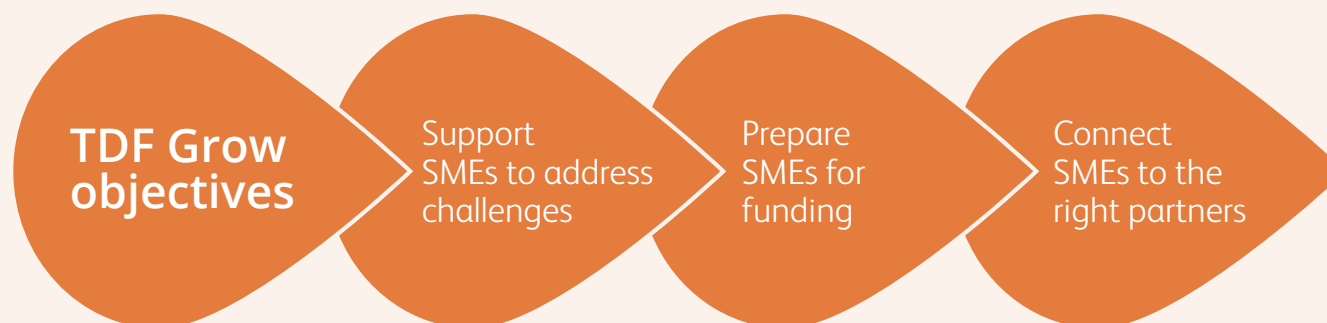 TDF Grow
objectives
Support
SMEs to address
challenges
Prepare
SMEs for
funding
Connect
SMEs to the
right partners